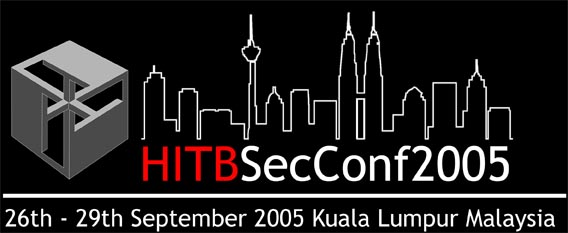 HITBSecConf2005
26th - 29th September 2005 Kuala Lumpur Malaysia